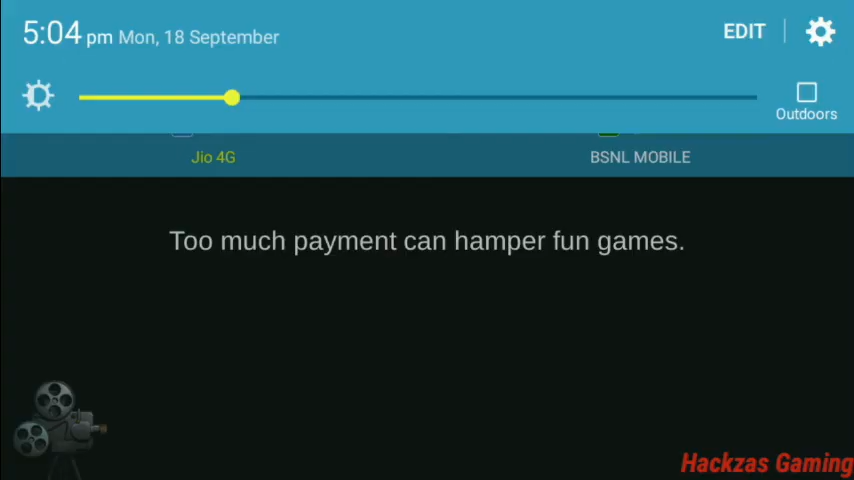 5:04 pm Mon, 18 September
EDIT
Outdoors
Jio 4G
BSNL MOBILE
Too much payment can hamper fun games.
Hackzas Gaming